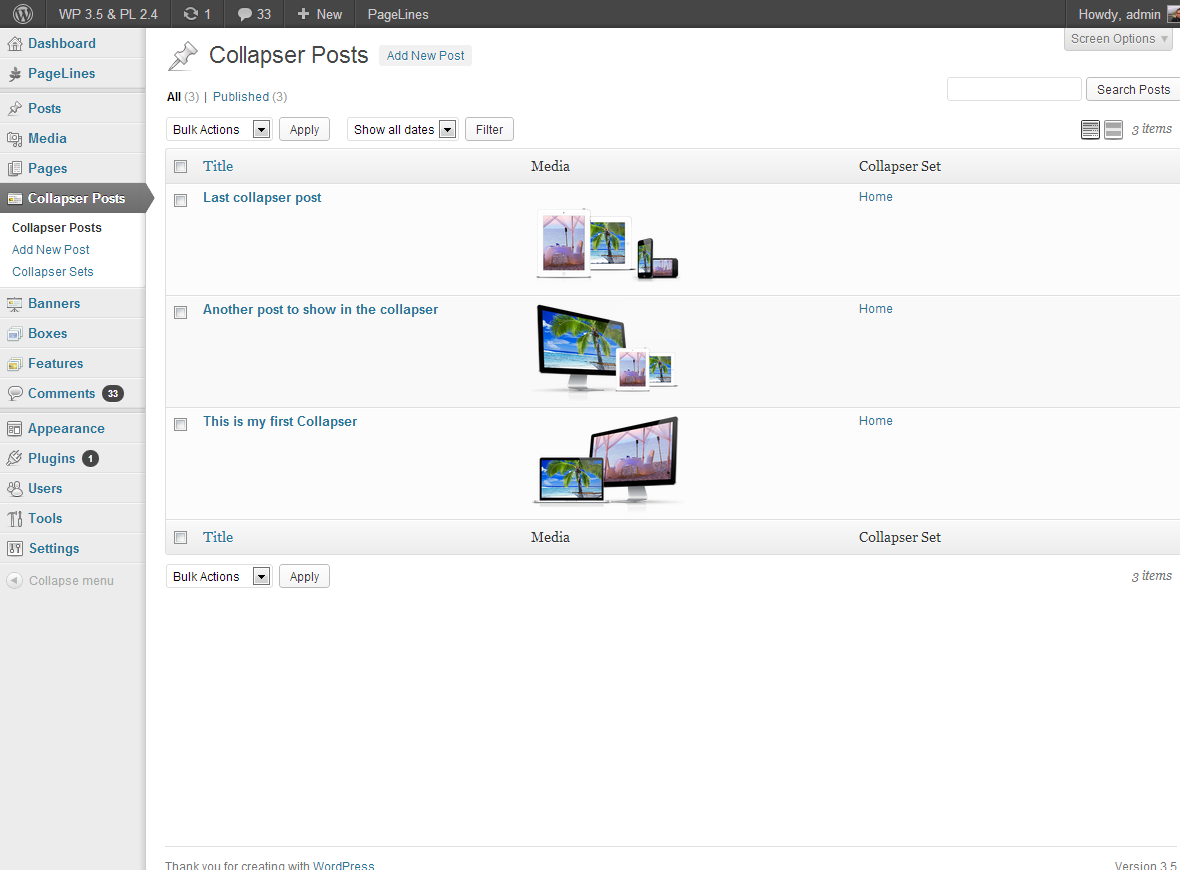 WP 3.5 & PL 2.4 1 33 + New PageLines Howdy, admin
Screen Options
Dashboard
PageLines
Posts
Media
Pages
Collapser Posts
Collapser Posts
Add New Post
Collapser Sets
Banners
Boxes
Features
Comments 33
Appearance
Plugins 1
Users
Tools
Settings
Collapse menu
Collapser Posts Add New Post
All (3) | Published (3)
Search Posts
Bulk Actions Apply Show all dates Filter 3 items
Title Media Collapser Set
Last collapser post Home
Another post to show in the collapser Home
This is my first Collapser Home
Title Media Collapser Set
Bulk Actions Apply 3 items
Thank you for creating with WordPress Version 3.5